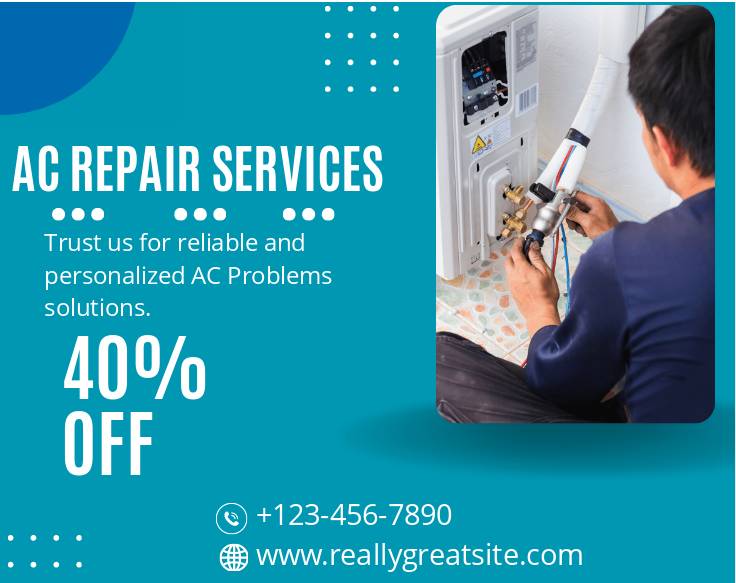 AC REPAIR SERVICES
Trust us for reliable and
personalized AC Problems
solutions.
40%
OFF
+123-456-7890
www.reallygreatsite.com